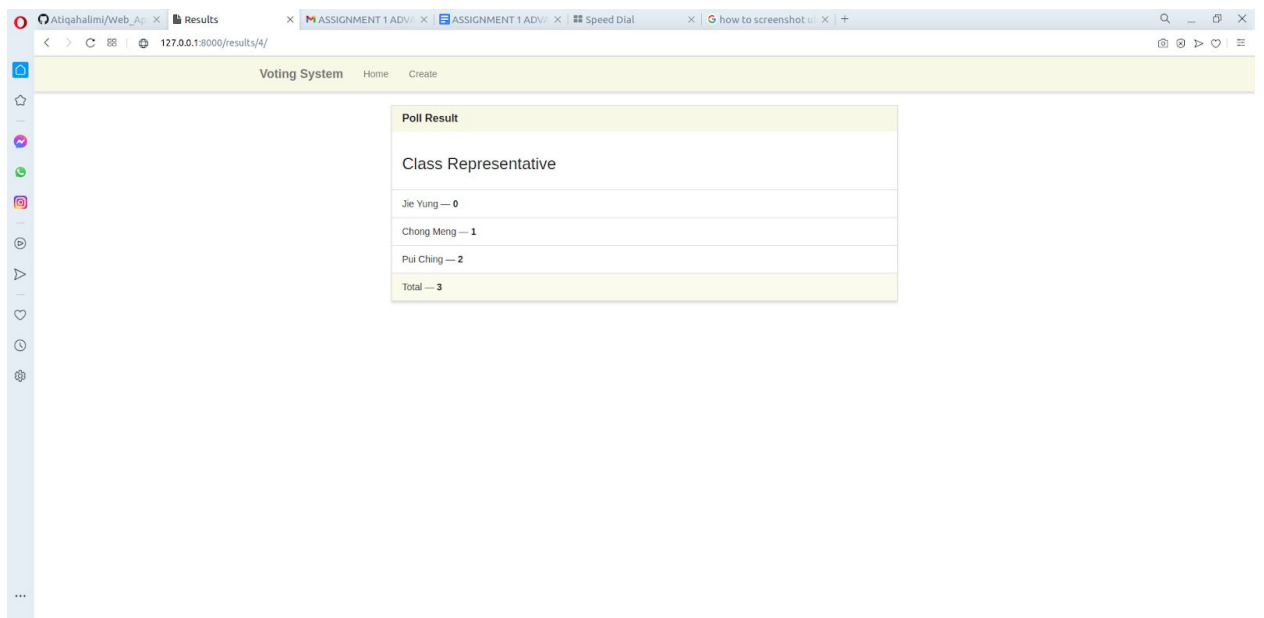 Atiqahalimi/Web_Ap
Results
ASSIGNMENT 1 ADV
ASSIGNMENT 1 ADV
Speed Dial
how to screenshot u
127.0.0.1:8000/results/4/
Voting System Home Create
Poll Result
Class Representative
Jie Yung — 0
Chong Meng — 1
Pui Ching — 2
Total — 3